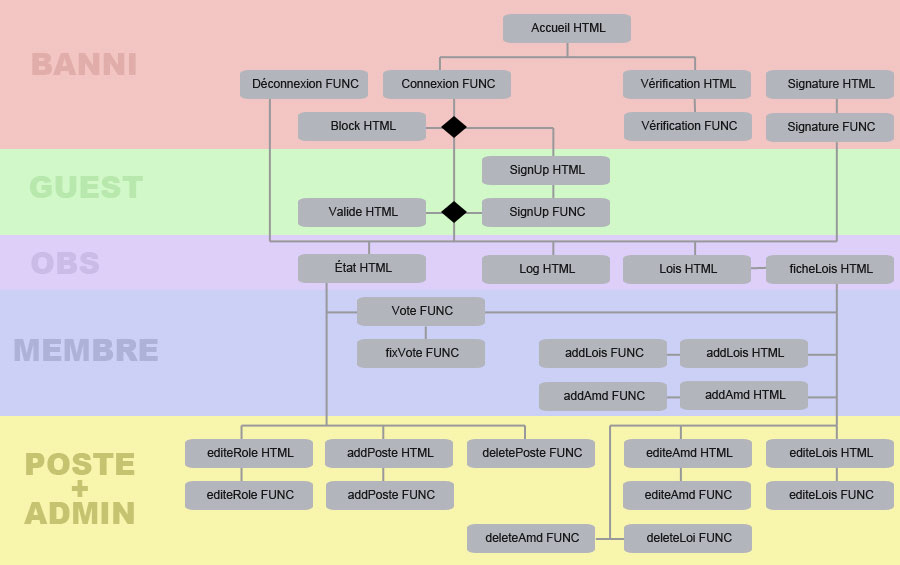 Accueil HTML
BANNI
Déconnexion FUNC
Connexion FUNC
Vérification HTML
Signature HTML
Block HTML
Vérification FUNC
Signature FUNC
GUEST
SignUp HTML
Valide HTML
SignUp FUNC
OBS
État HTML
Log HTML
Lois HTML
ficheLois HTML
MEMBRE
Vote FUNC
fixVote FUNC
addLois FUNC
addLois HTML
addAmd FUNC
addAmd HTML
POSTE
+
ADMIN
editeRole HTML
addPoste HTML
deletePoste FUNC
editeAmd HTML
editeLois HTML
editeRole FUNC
addPoste FUNC
editeAmd FUNC
editeLois FUNC
deleteAmd FUNC
deleteLoi FUNC